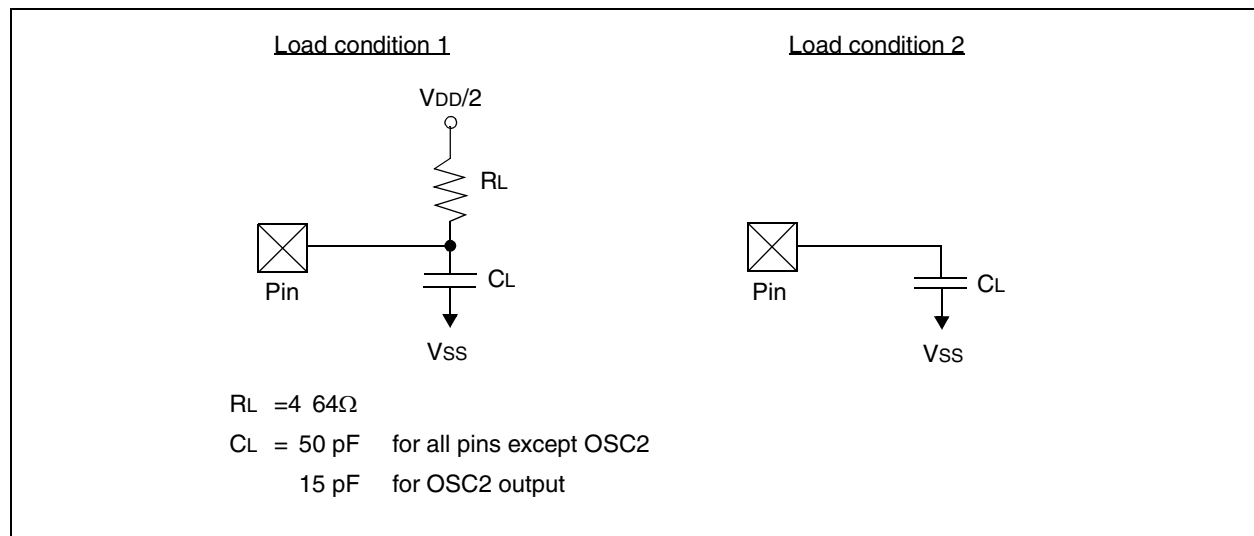 Load condition 1
Load condition 2
VDD/2
RL
CL
Pin
VSS
CL
Pin
VSS
RL =4 64Ω
CL = 50 pF for all pins except OSC2
15 pF for OSC2 output